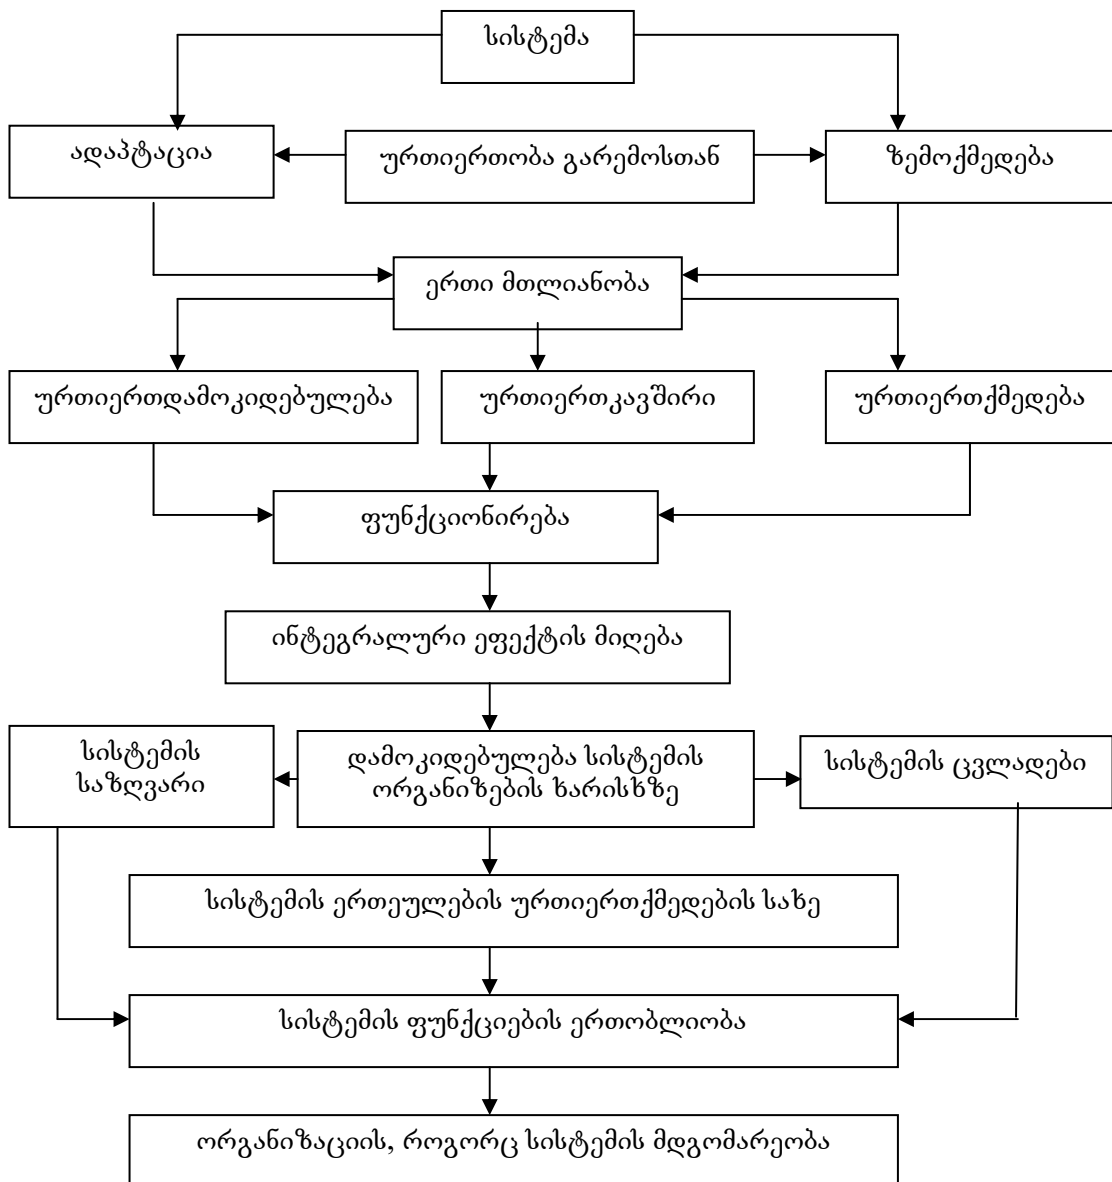 სისტემა
ადაპტაცია
ურთიერთობა გარემოსთან
ზემოქმედება
ერთი მთლიანობა
ურთიერთდამოკიდებულება
ურთიერთკავშირი
ურთიერთქმედება
ფუნქციონირება
ინტეგრალური ეფექტის მიღება
სისტემის
საზღვარი
დამოკიდებულება სისტემის
ორგანიზების ხარისხზე
სისტემის ცვლადები
სისტემის ერთეულების ურთიერთქმედების სახე
სისტემის ფუნქციების ერთობლიობა
ორგანიზაციის, როგორც სისტემის მდგომარეობა